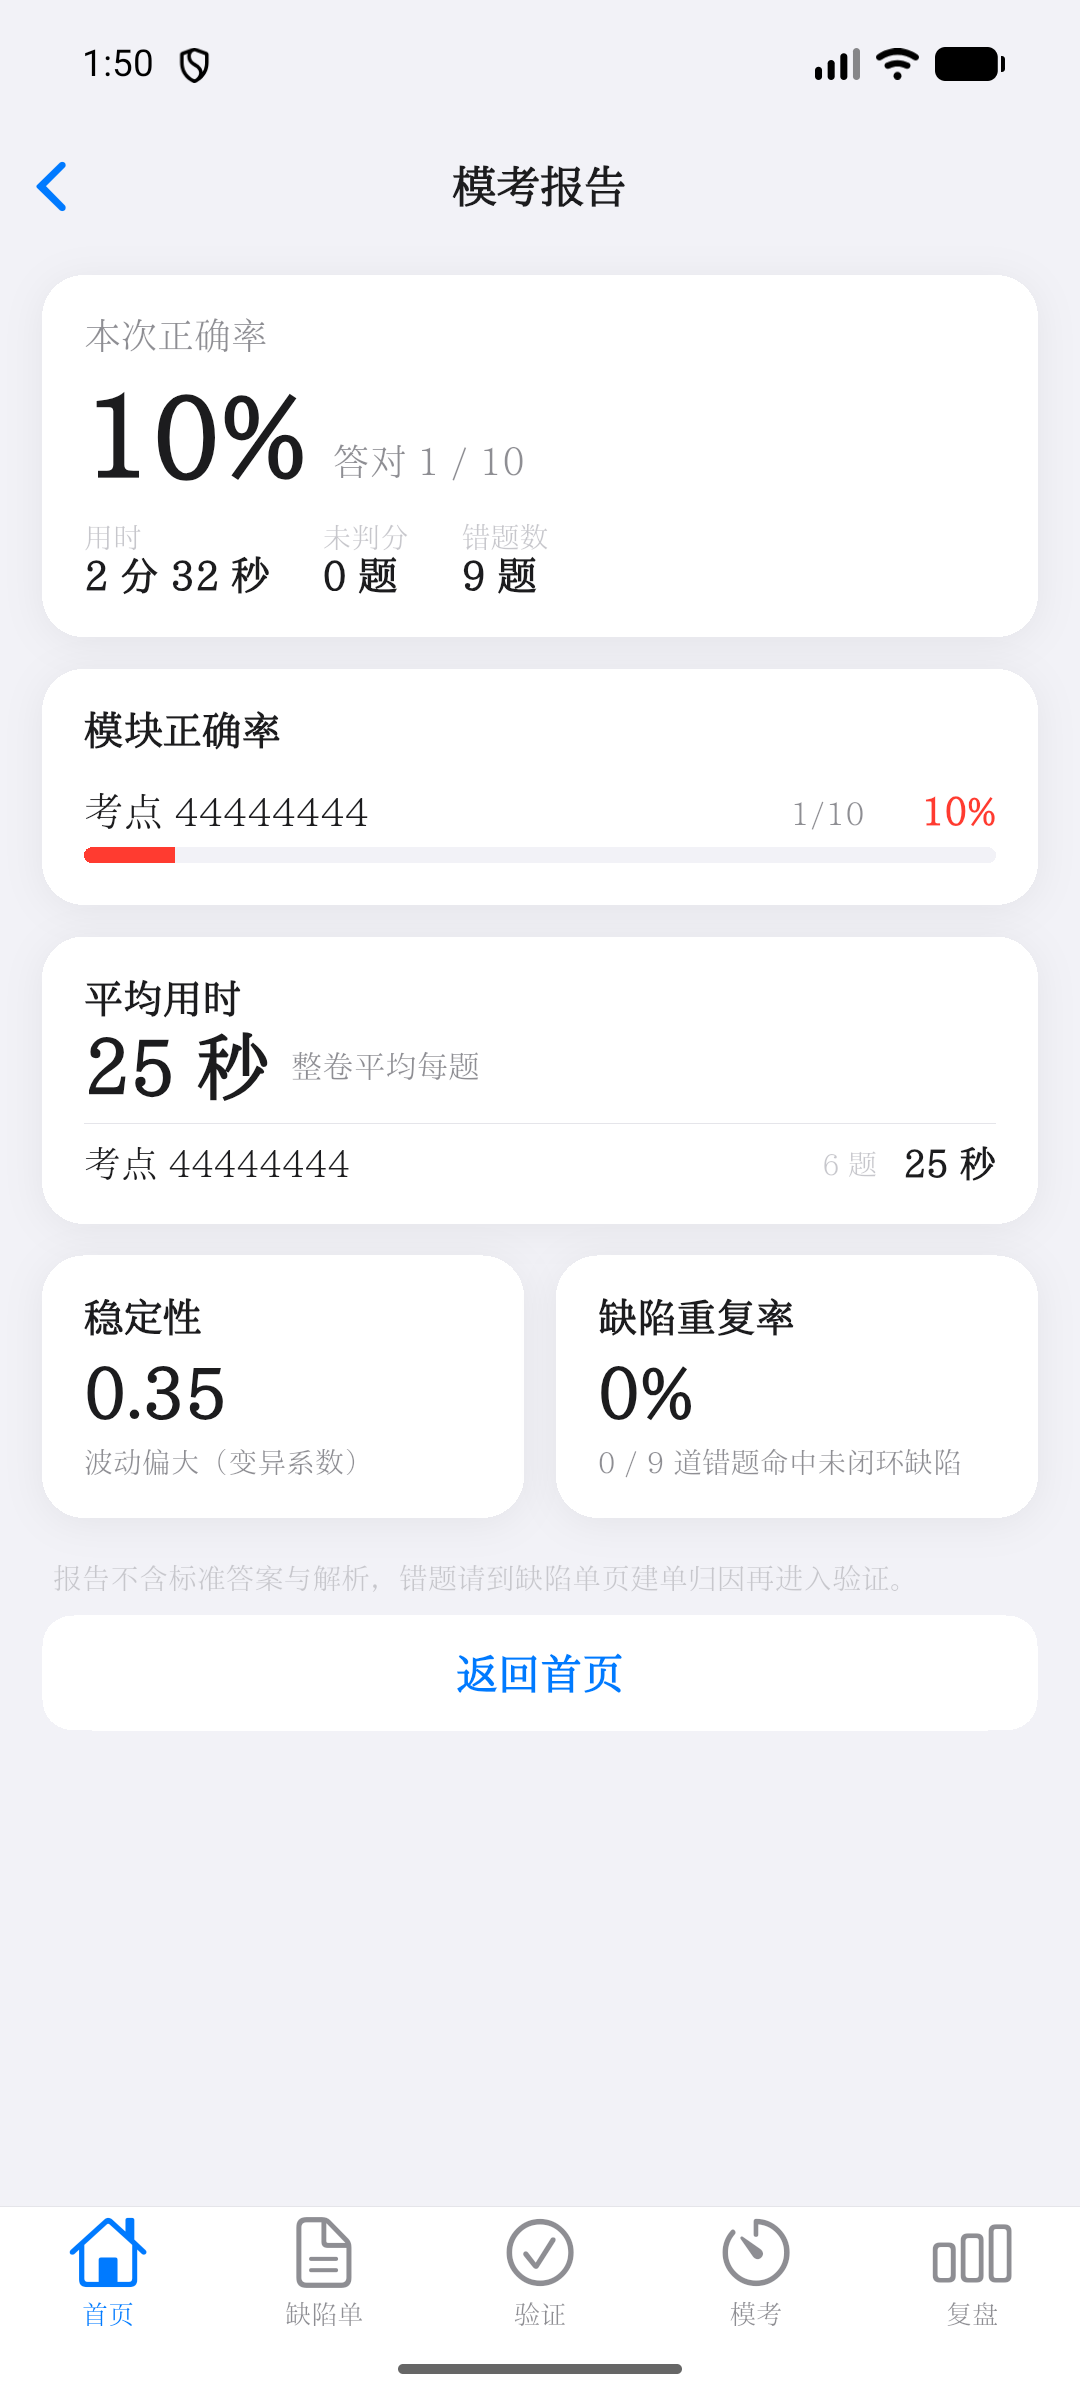 1:50
模考报告
本次正确率
10% 答对 1 / 10
用时 未判分 错题数
2 分 32 秒 0 题 9 题
模块正确率
考点 44444444 1/10 10%
平均用时
25 秒 整卷平均每题
考点 44444444 6 题 25 秒
稳定性 缺陷重复率
0.35 0%
波动偏大（变异系数） 0 / 9 道错题命中未闭环缺陷
报告不含标准答案与解析，错题请到缺陷单页建单归因再进入验证。
返回首页
首页 缺陷单 验证 模考 复盘